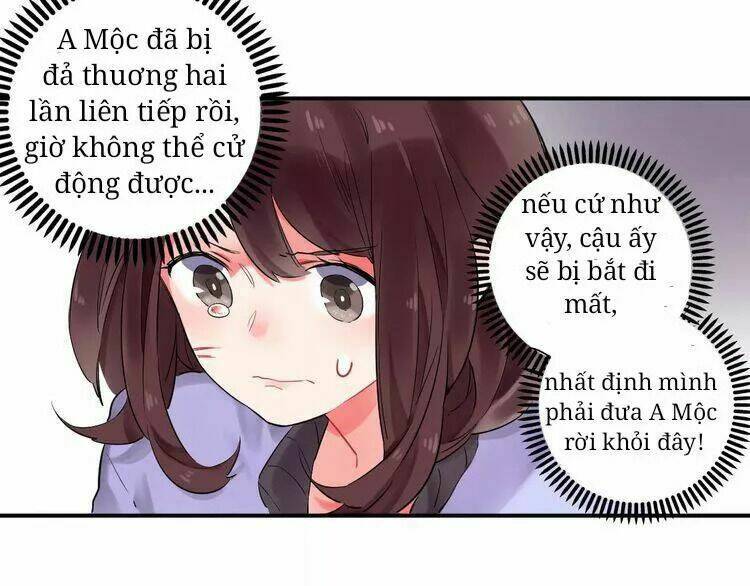 A Mộc đã bị
đả thuơng hai
lần liên tiếp rồi,
giờ không thể cử
động được...
nếu cứ như
vậy, cậu ấy
sẽ bị bắt đi
mất,
nhất định mình
phải đưa A Mộc
rời khỏi đây!